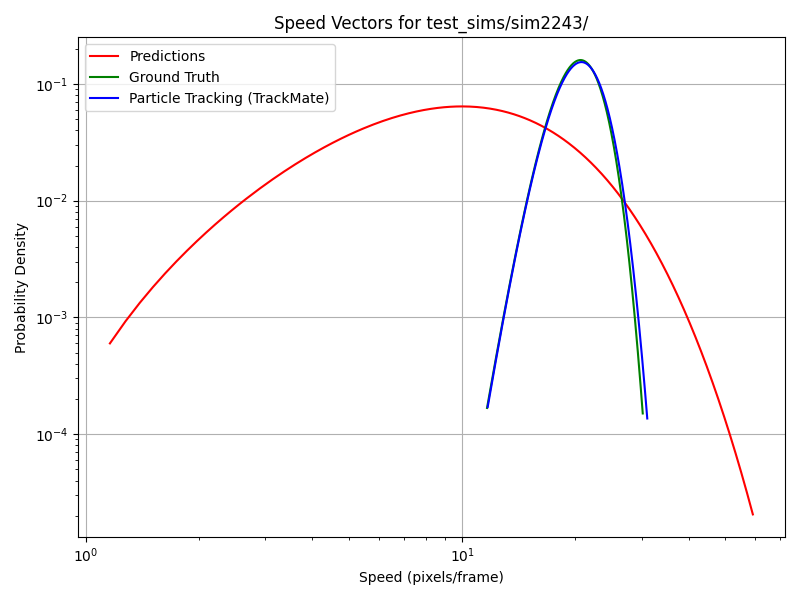 Speed Vectors for test_sims/sim2243/
Predictions
Ground Truth
Particle Tracking (TrackMate)
Probability Density
10⁻¹
10⁻²
10⁻³
10⁻⁴
10⁰
10¹
Speed (pixels/frame)